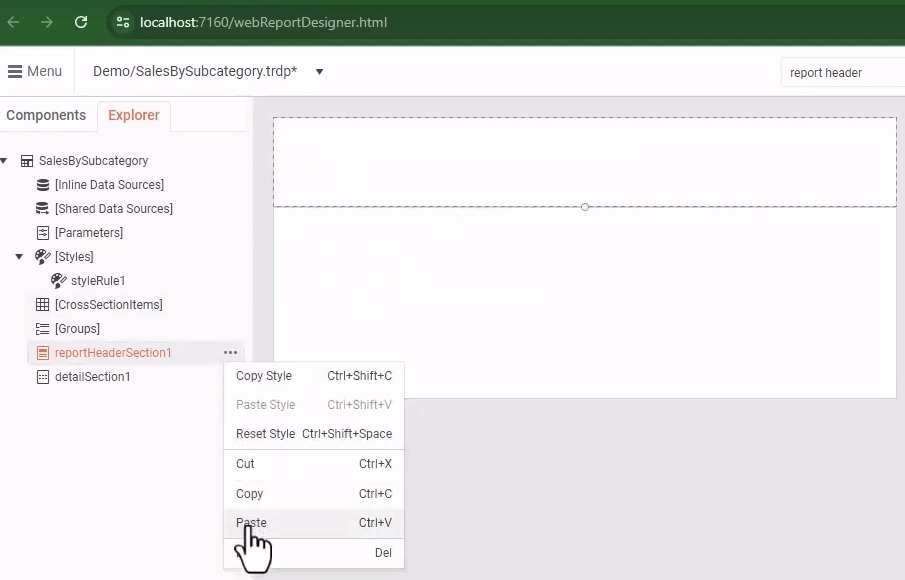 localhost:7160/webReportDesigner.html
Menu
Demo/SalesBySubcategory.trdp*
report header
Components
Explorer
SalesBySubcategory
[Inline Data Sources]
[Shared Data Sources]
[Parameters]
[Styles]
styleRule1
[CrossSectionItems]
[Groups]
reportHeaderSection1
detailSection1
Copy Style Ctrl+Shift+C
Paste Style Ctrl+Shift+V
Reset Style Ctrl+Shift+Space
Cut Ctrl+X
Copy Ctrl+C
Paste Ctrl+V
Del